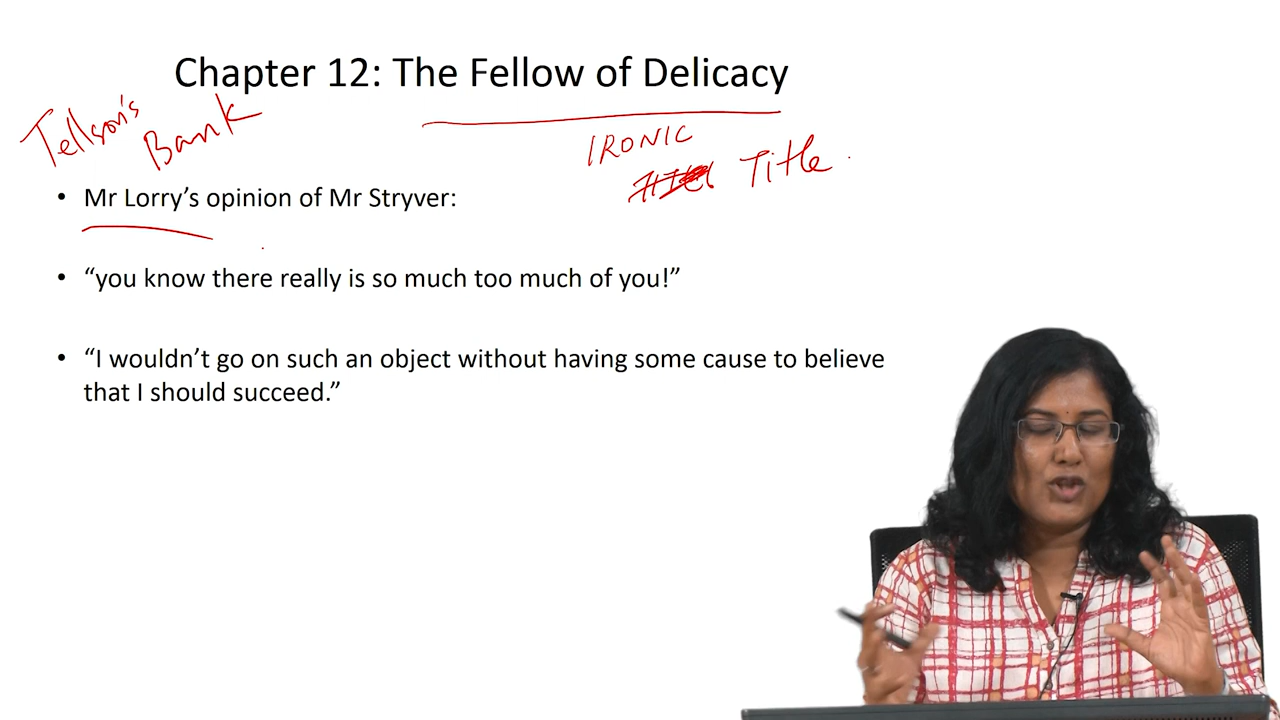 Chapter 12: The Fellow of Delicacy
Tellson's
Bank
IRONIC
Title.
• Mr Lorry's opinion of Mr Stryver:
• “you know there really is so much too much of you!”
• “I wouldn't go on such an object without having some cause to believe
that I should succeed.”